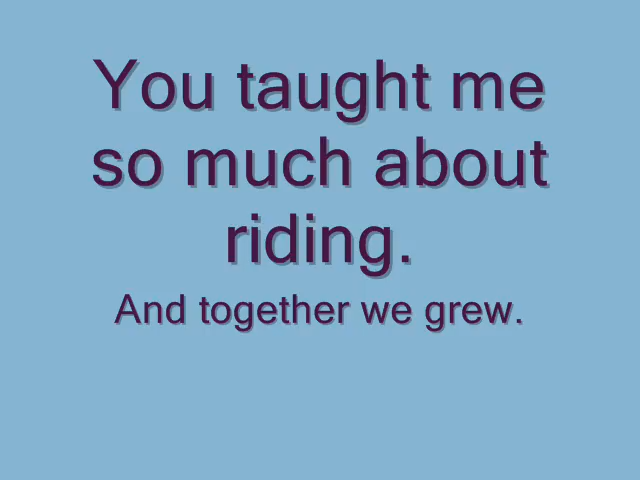 You taught me
so much about
riding.
And together we grew.